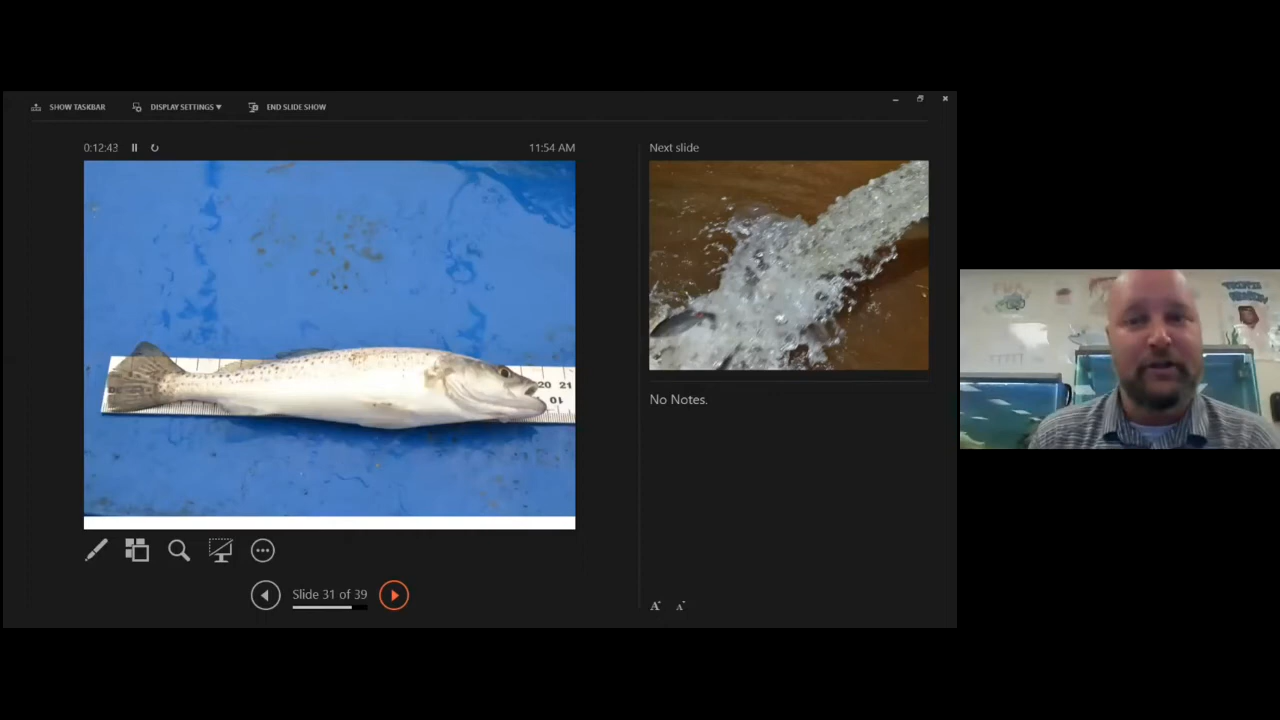 SHOW TASKBAR
DISPLAY SETTINGS ▼
END SLIDE SHOW
0:12:43
11:54 AM
Next slide
20 21
10
No Notes.
Slide 31 of 39
A A